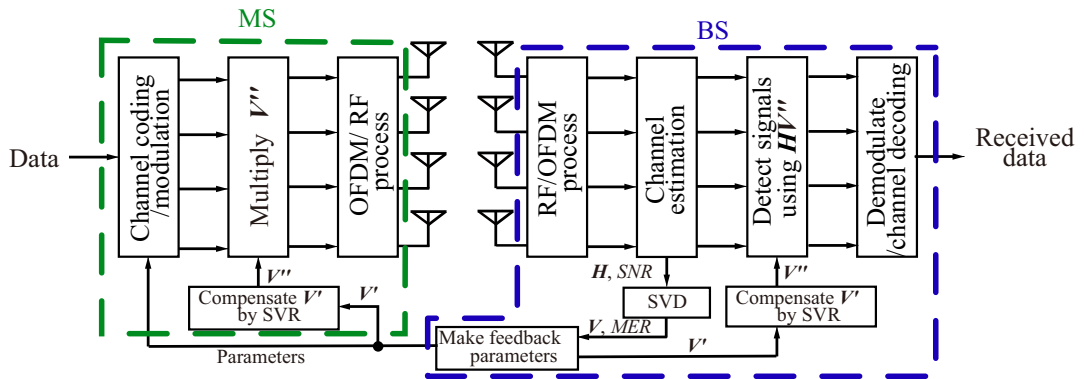 MS
BS
Data
Channel coding
/modulation
Multiply V''
OFDM/ RF
process
RF/OFDM
process
Channel
estimation
Detect signals
using HV''
Demodulate
/channel decoding
Received
data
V''
V'
Compensate V'
by SVR
H, SNR
SVD
V, MER
V''
Compensate V'
by SVR
Parameters
Make feedback
parameters
V'